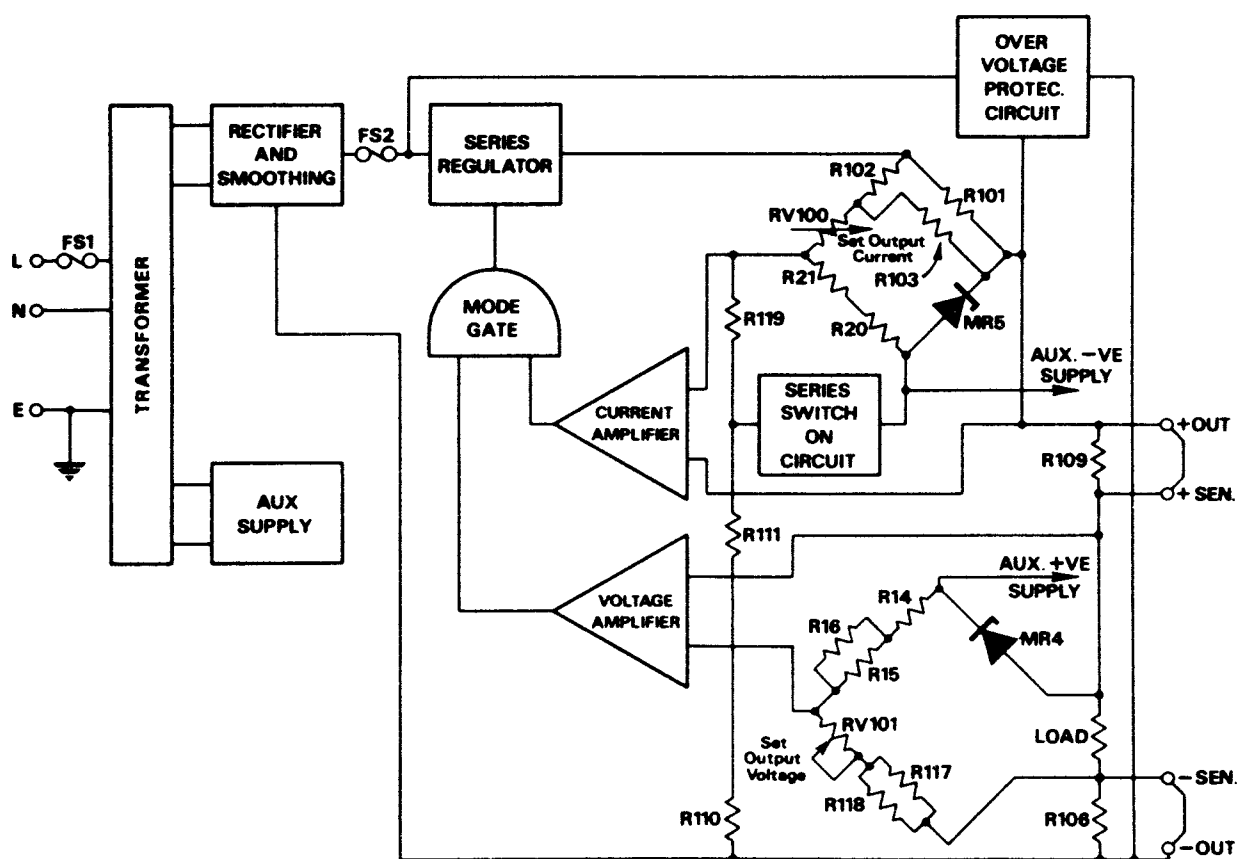 OVER
VOLTAGE
PROTEC.
CIRCUIT
RECTIFIER
AND
SMOOTHING
FS2
SERIES
REGULATOR
R102
R101
RV100
Set Output
Current
R103
FS1
L
N
E
TRANSFORMER
MODE
GATE
R21
R20
MR5
R119
AUX. -VE
SUPPLY
CURRENT
AMPLIFIER
SERIES
SWITCH
ON
CIRCUIT
+OUT
R109
+ SEN.
AUX
SUPPLY
R111
AUX. +VE
SUPPLY
VOLTAGE
AMPLIFIER
R14
R16
R15
MR4
RV101
Set
Output
Voltage
LOAD
R117
R118
-SEN.
R110
R106
-OUT